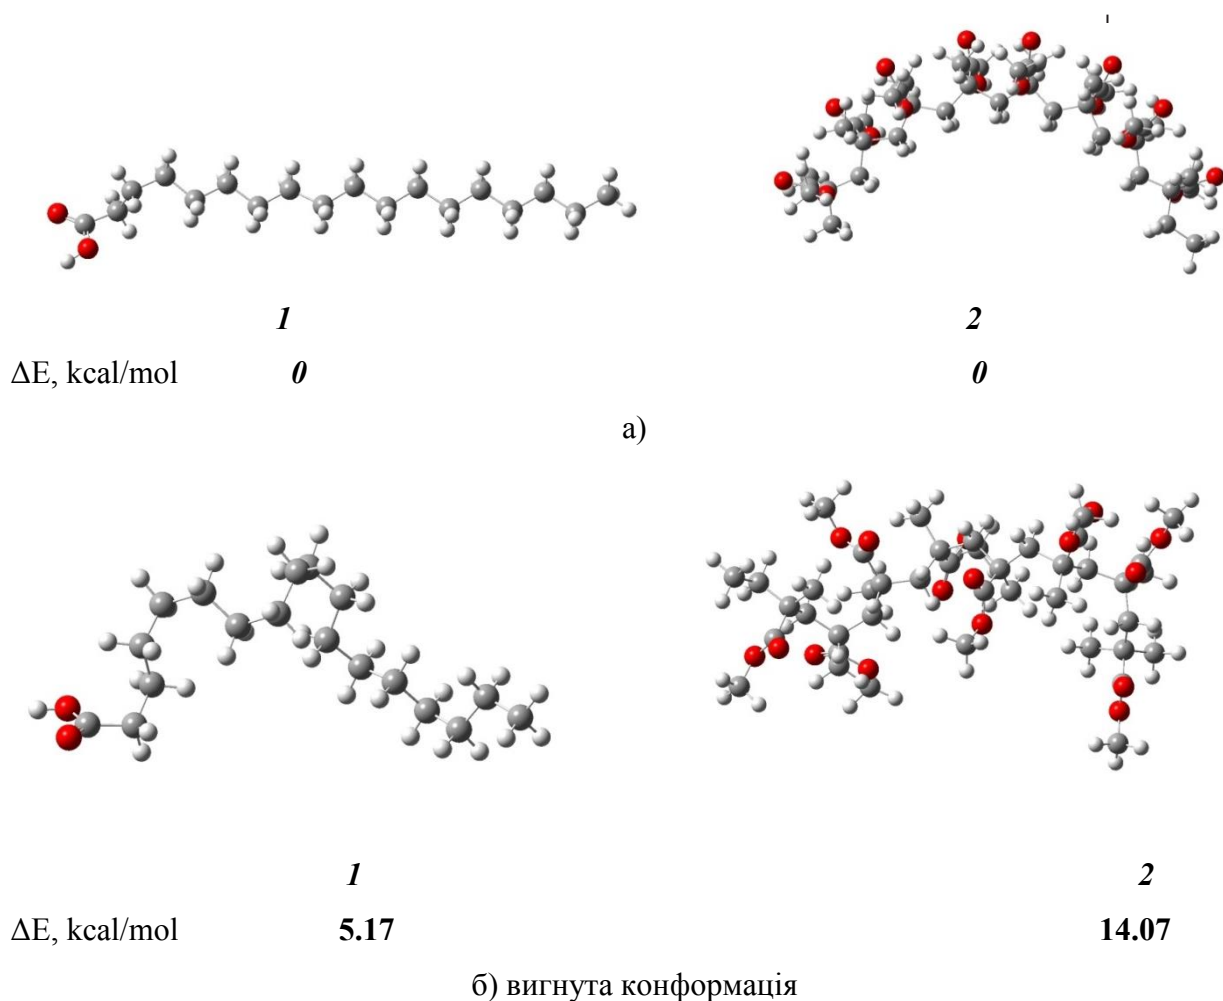 1 2
ΔE, kcal/mol 0 0
а)
1 2
ΔE, kcal/mol 5.17 14.07
б) вигнута конформація